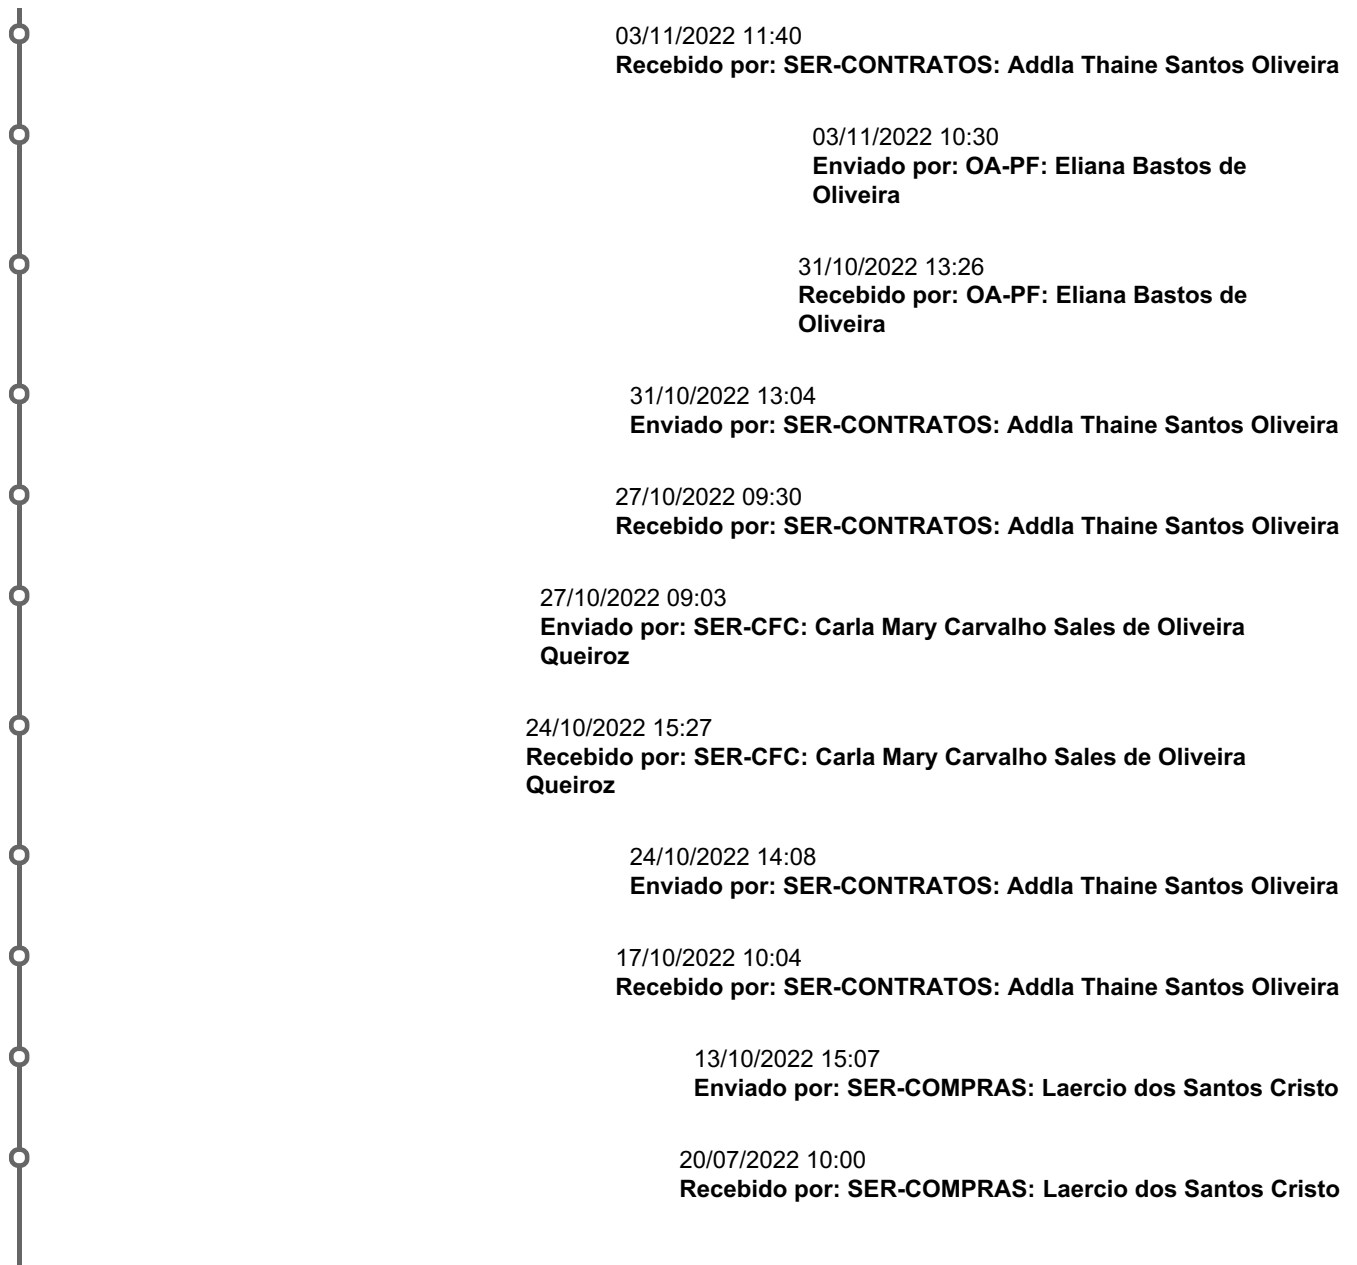 03/11/2022 11:40
Recebido por: SER-CONTRATOS: Addla Thaine Santos Oliveira
03/11/2022 10:30
Enviado por: OA-PF: Eliana Bastos de
Oliveira
31/10/2022 13:26
Recebido por: OA-PF: Eliana Bastos de
Oliveira
31/10/2022 13:04
Enviado por: SER-CONTRATOS: Addla Thaine Santos Oliveira
27/10/2022 09:30
Recebido por: SER-CONTRATOS: Addla Thaine Santos Oliveira
27/10/2022 09:03
Enviado por: SER-CFC: Carla Mary Carvalho Sales de Oliveira
Queiroz
24/10/2022 15:27
Recebido por: SER-CFC: Carla Mary Carvalho Sales de Oliveira
Queiroz
24/10/2022 14:08
Enviado por: SER-CONTRATOS: Addla Thaine Santos Oliveira
17/10/2022 10:04
Recebido por: SER-CONTRATOS: Addla Thaine Santos Oliveira
13/10/2022 15:07
Enviado por: SER-COMPRAS: Laercio dos Santos Cristo
20/07/2022 10:00
Recebido por: SER-COMPRAS: Laercio dos Santos Cristo